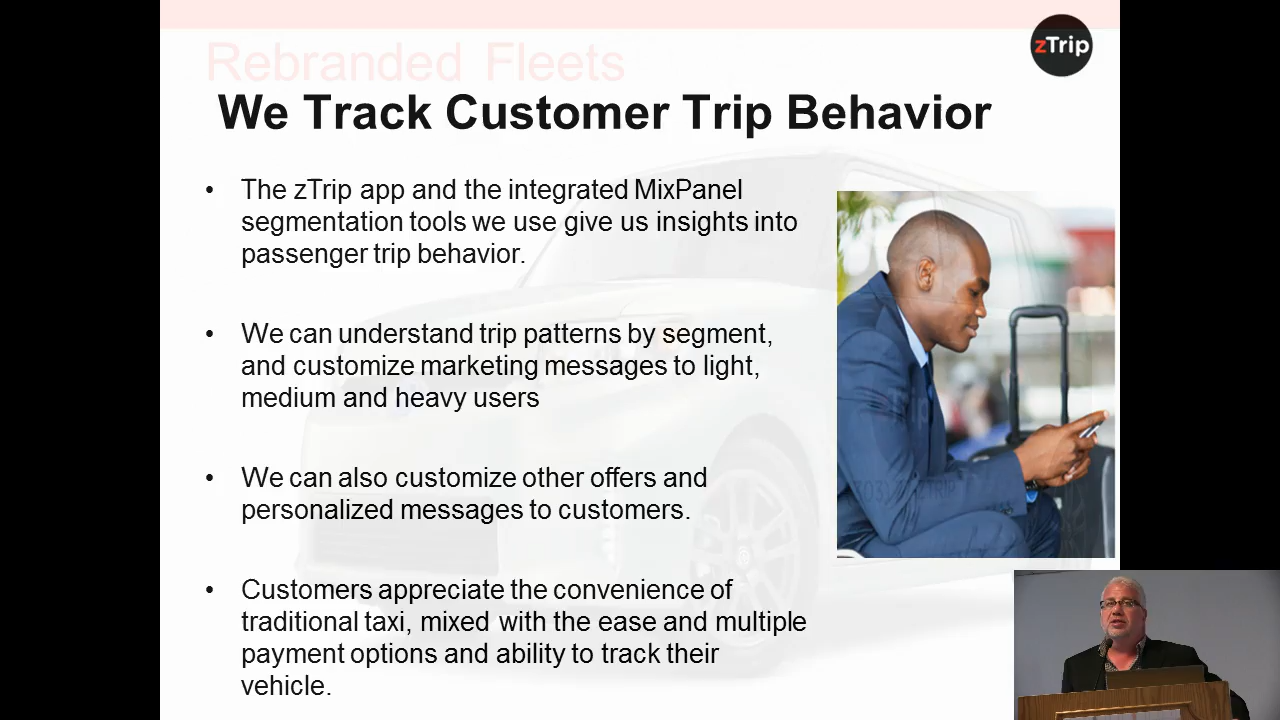 Rebranded Fleets
zTrip
We Track Customer Trip Behavior
• The zTrip app and the integrated MixPanel
segmentation tools we use give us insights into
passenger trip behavior.
• We can understand trip patterns by segment,
and customize marketing messages to light,
medium and heavy users
• We can also customize other offers and
personalized messages to customers.
• Customers appreciate the convenience of
traditional taxi, mixed with the ease and multiple
payment options and ability to track their
vehicle.